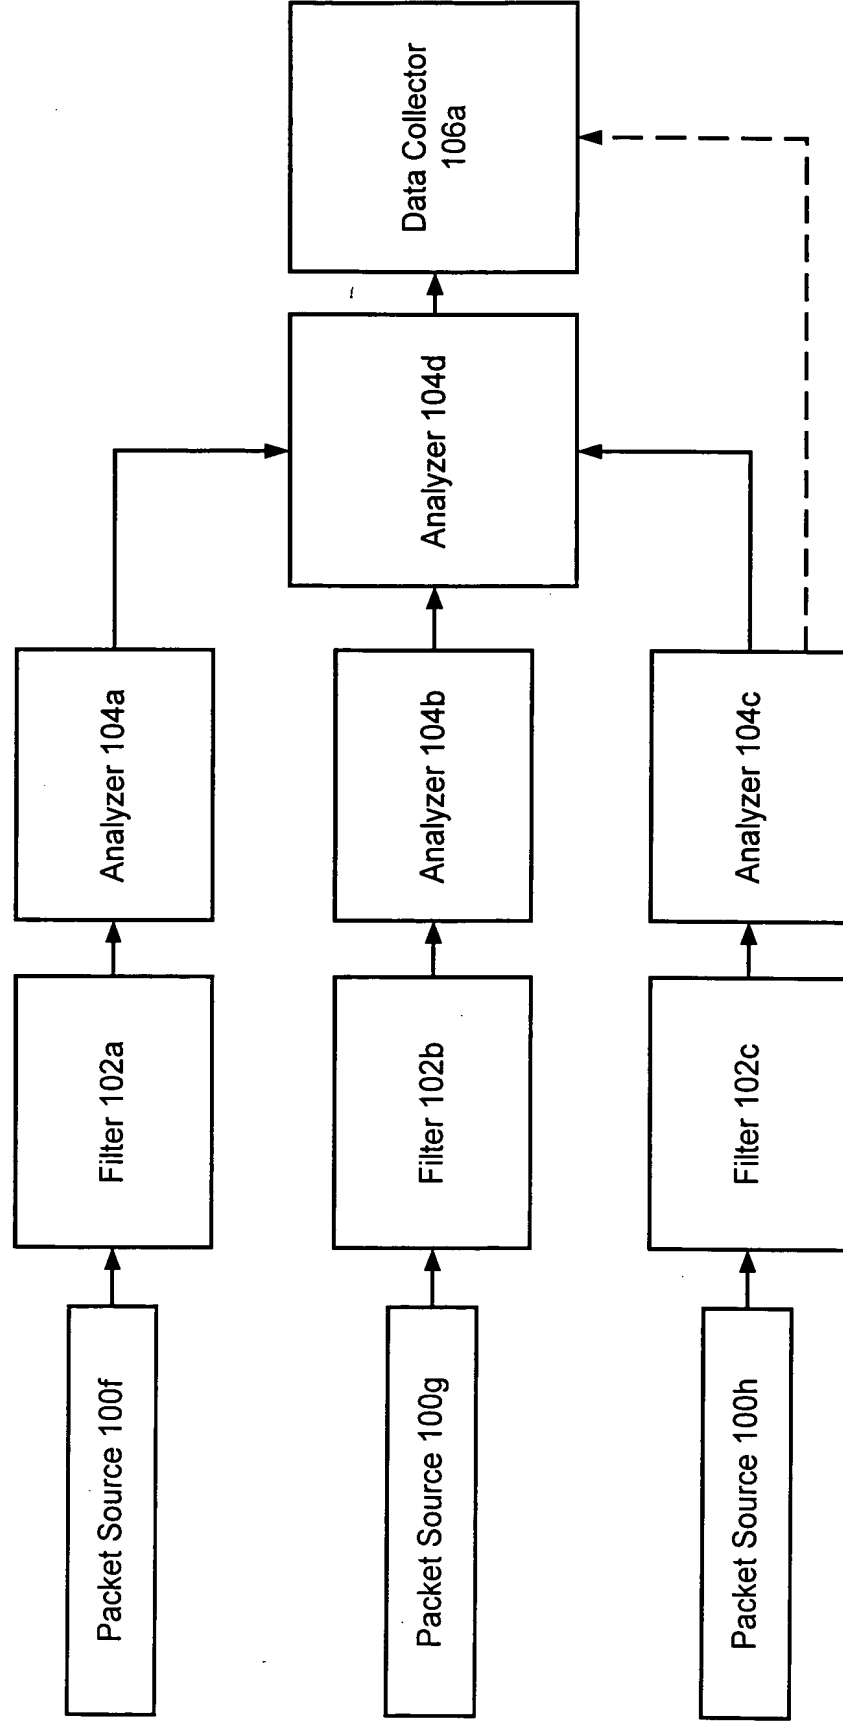 Packet Source 100f
Filter 102a
Analyzer 104a
Packet Source 100g
Filter 102b
Analyzer 104b
Analyzer 104d
Data Collector
106a
Packet Source 100h
Filter 102c
Analyzer 104c